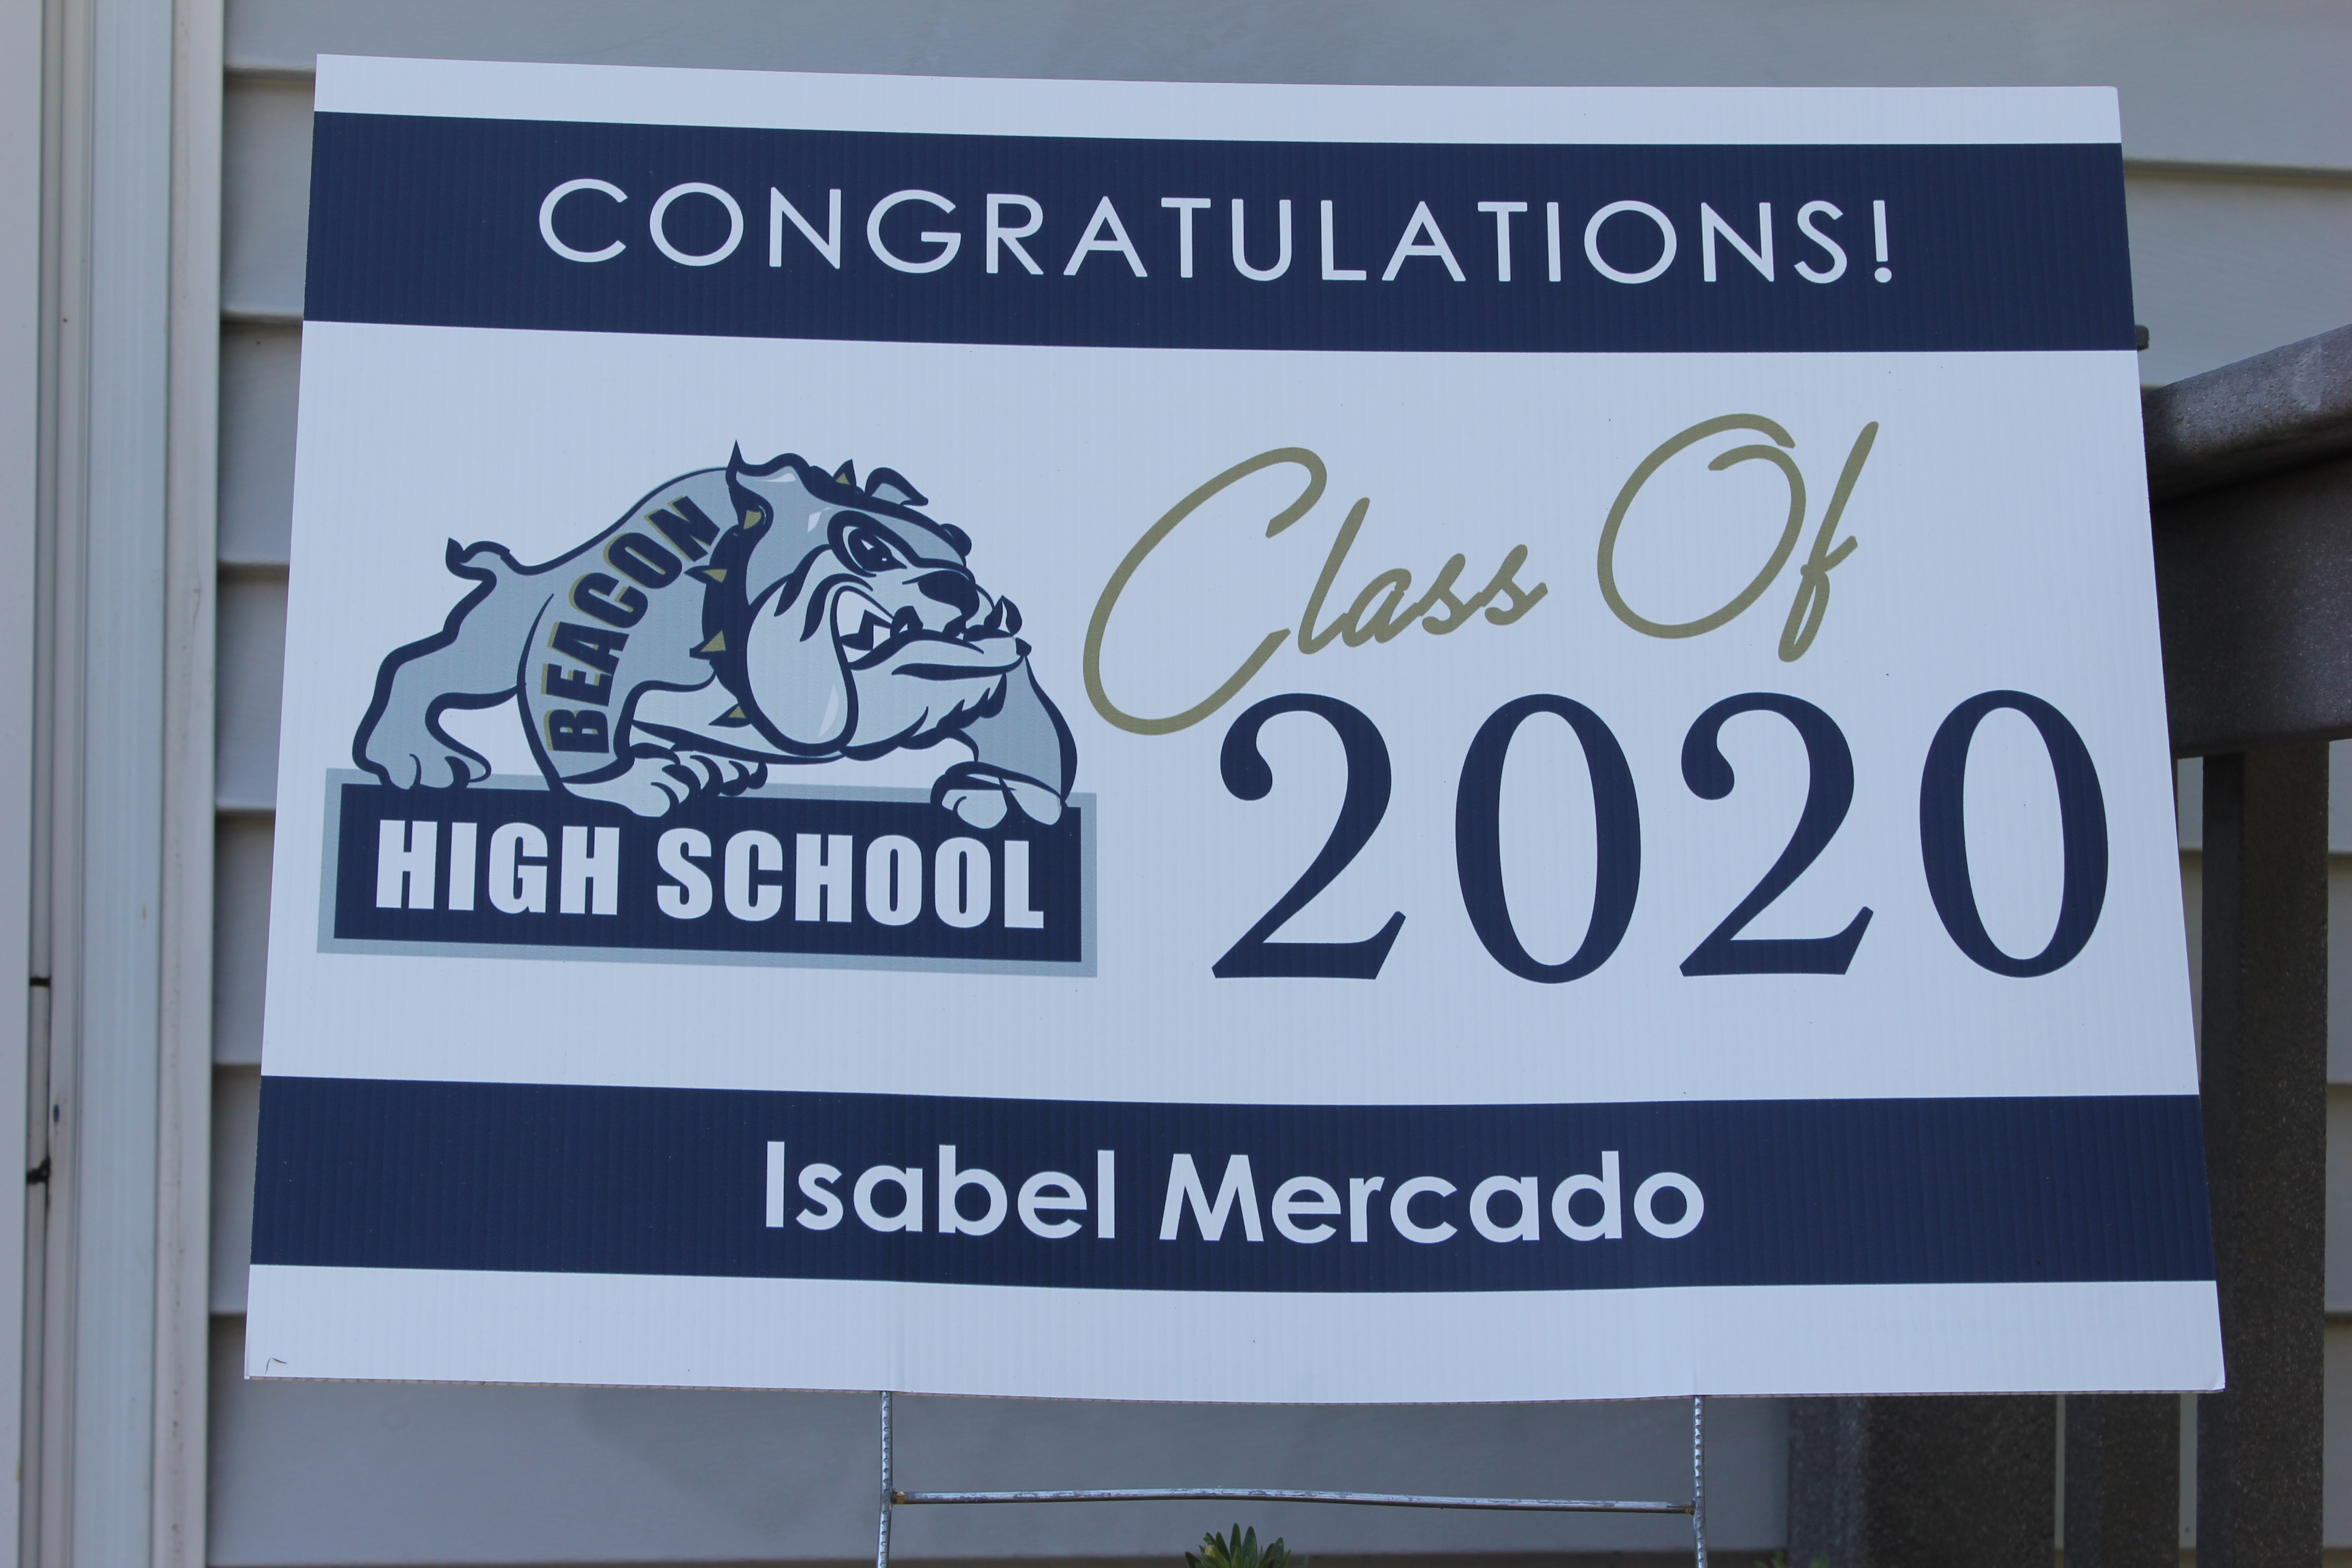 CONGRATULATIONS!
BEACON
HIGH SCHOOL
Class Of
2020
Isabel Mercado